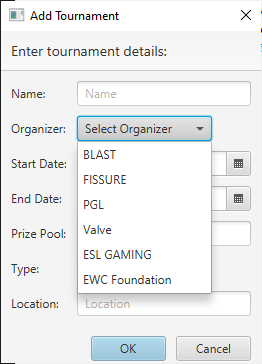 Add Tournament
Enter tournament details:
Name: Name
Organizer: Select Organizer
BLAST
Start Date:
FISSURE
End Date:
PGL
Valve
Prize Pool:
ESL GAMING
Type:
EWC Foundation
Location: Location
OK Cancel